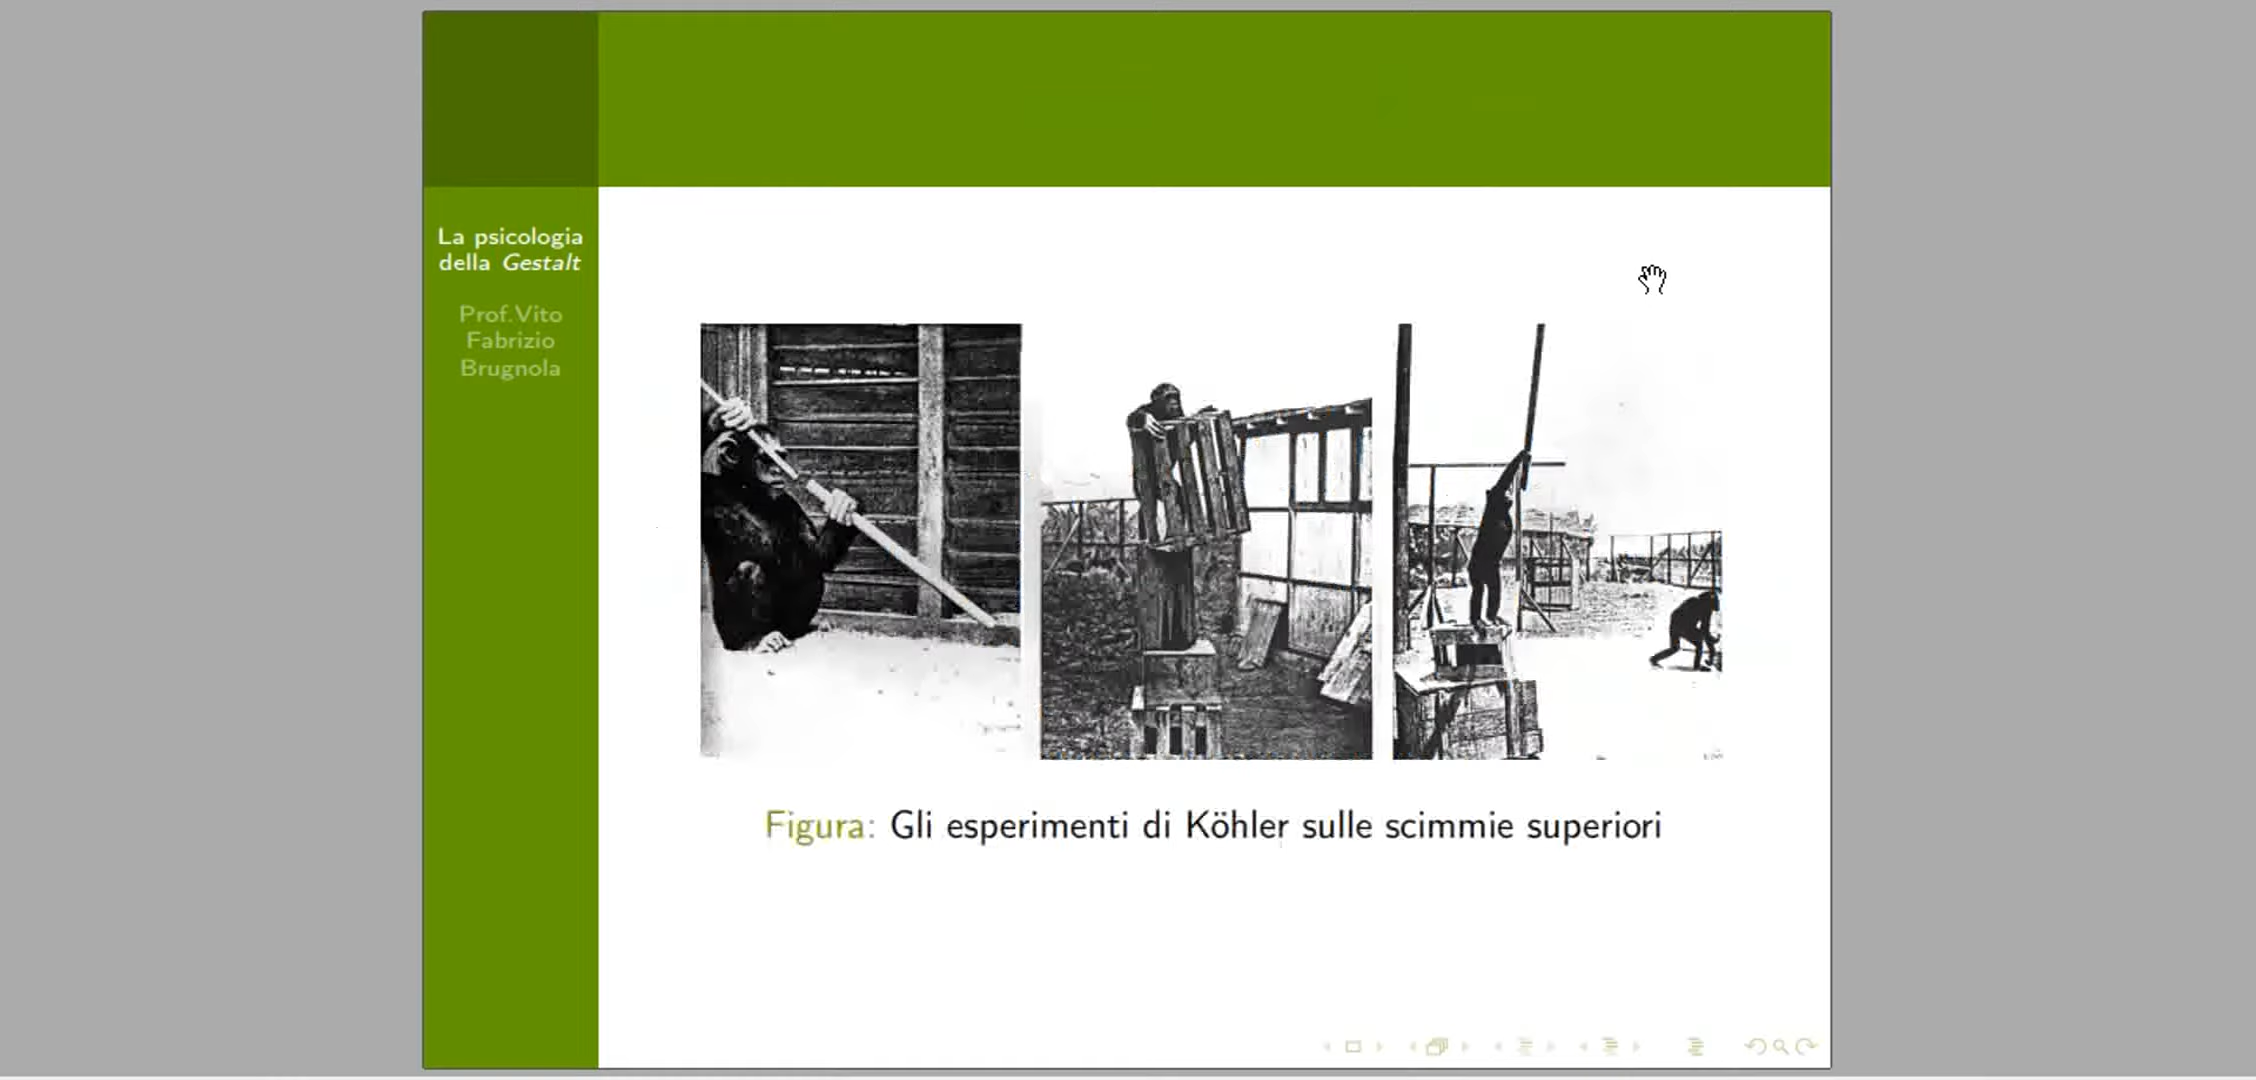 La psicologia
della Gestalt
Prof.Vito
Fabrizio
Brugnola
Figura: Gli esperimenti di Köhler sulle scimmie superiori